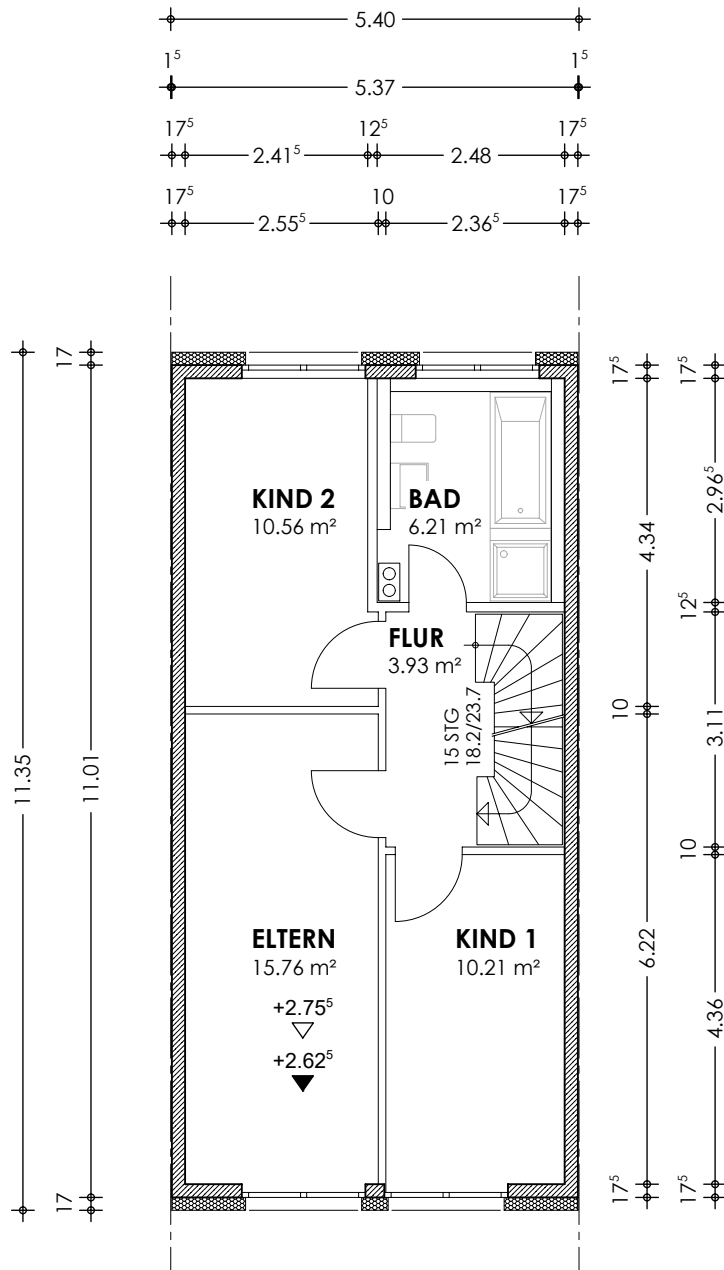 5.40
1⁵ 1⁵
5.37
17⁵ 12⁵ 17⁵
2.41⁵ 2.48
17⁵ 10 17⁵
2.55⁵ 2.36⁵
17
11.35
11.01
17
KIND 2
10.56 m²
BAD
6.21 m²
FLUR
3.93 m²
15 STG
18.2/23.7
ELTERN
15.76 m²
+2.75⁵
+2.62⁵
KIND 1
10.21 m²
17⁵
4.34
10
6.22
17⁵
17⁵
2.96⁵
12⁵
3.11
10
4.36
17⁵